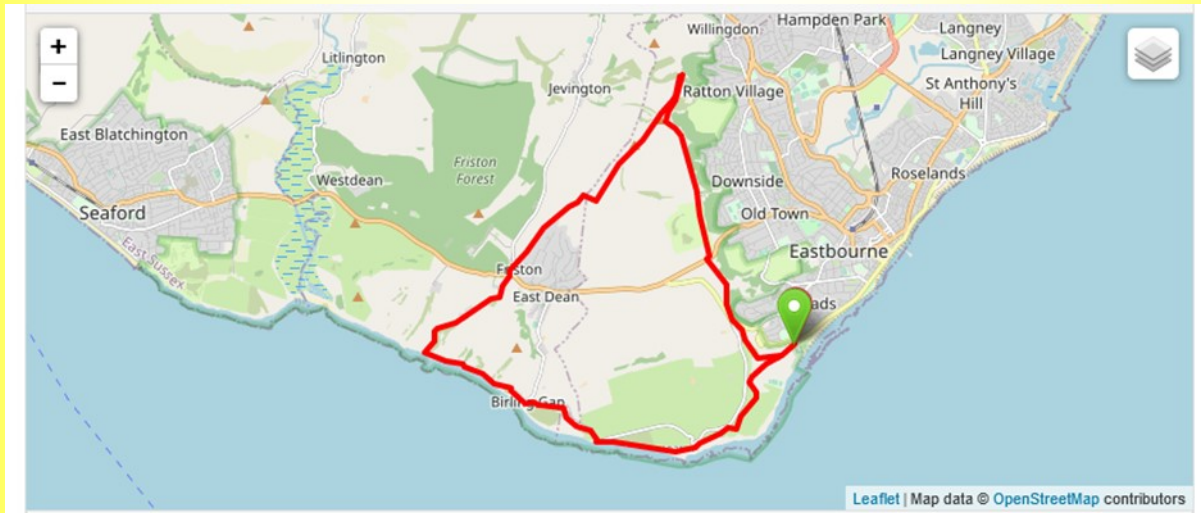 +
−
Hampden Park
Langney
Willingdon
Langney Village
Litlington
St Anthony's
Hill
Jevington
Ratton Village
East Blatchington
Friston
Forest
Roselands
Westdean
Downside
Seaford
Old Town
East Sussex
Eastbourne
Friston
East Dean
Birling Gap
Leaflet | Map data © OpenStreetMap contributors